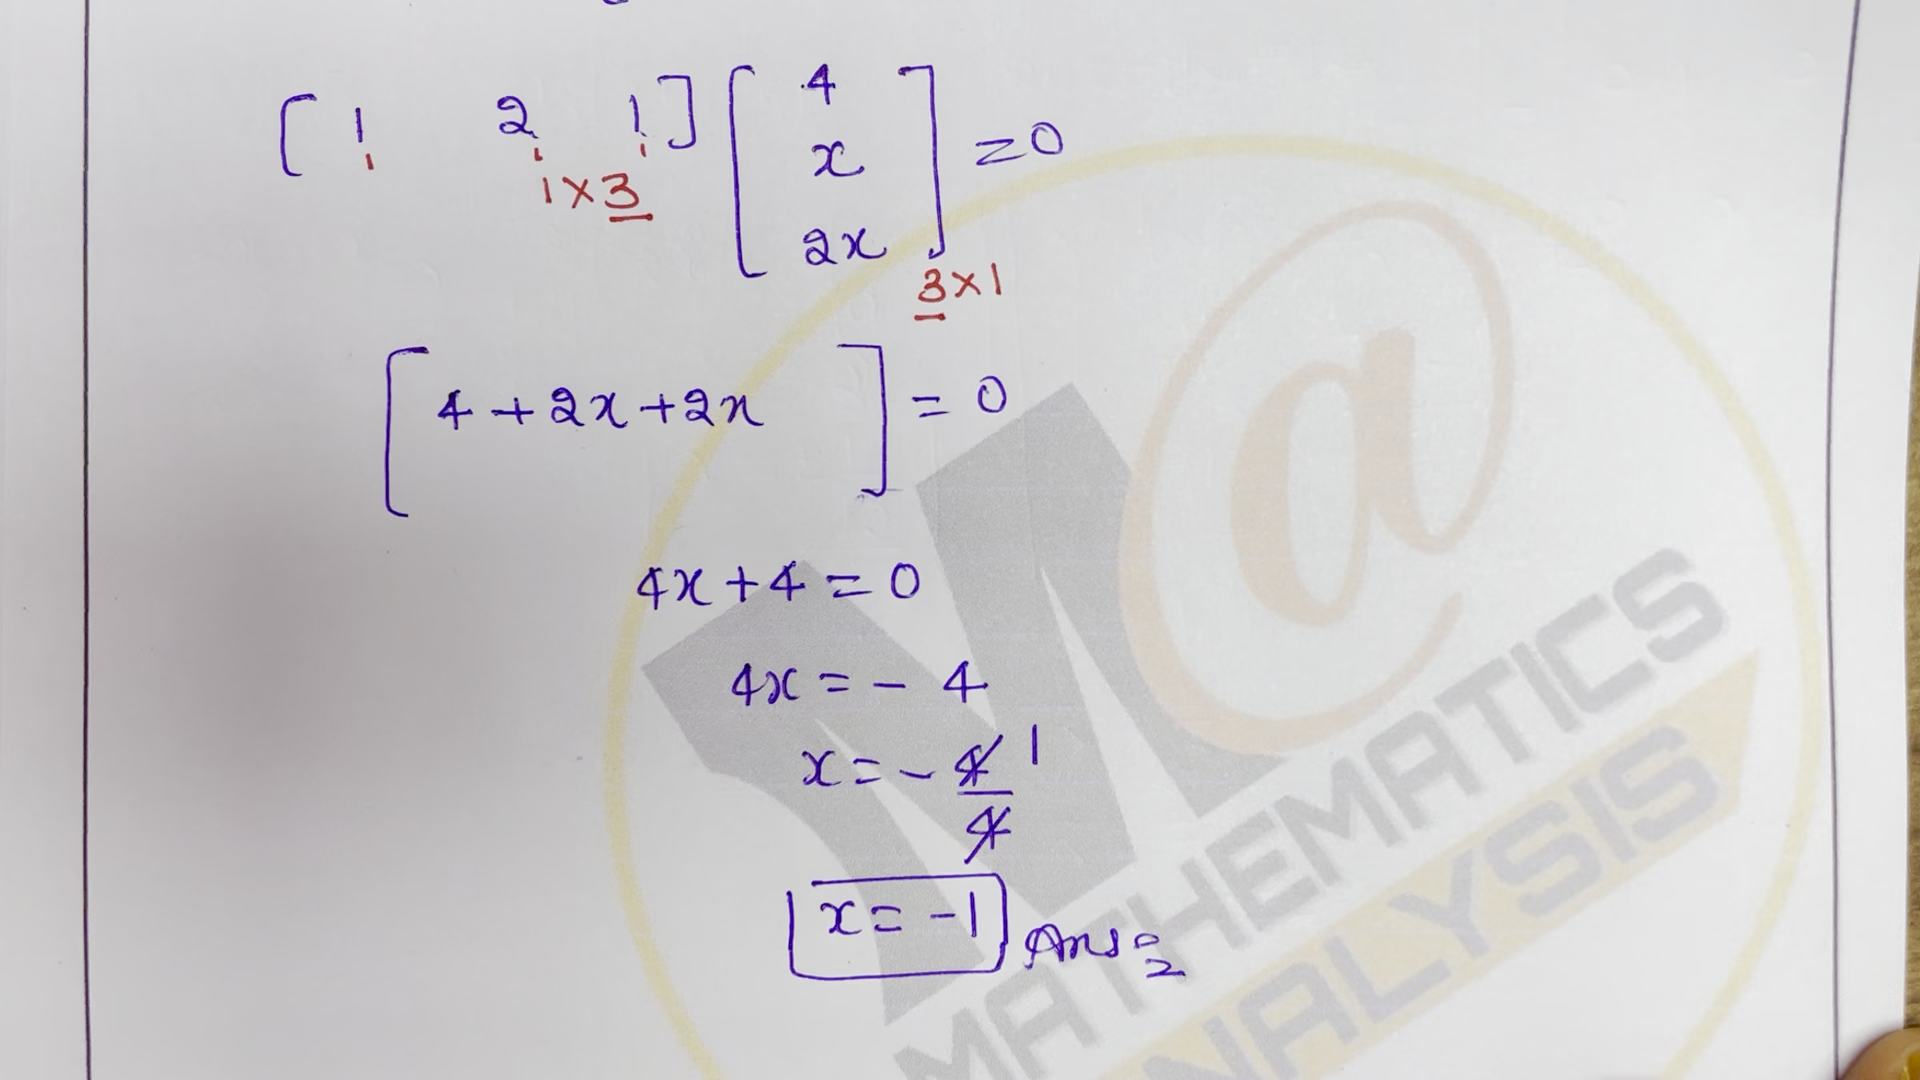 [ 1 2 1 ] [ 4
x
2x ] = 0
1×3
3×1
[ 4 + 2x + 2x ] = 0
4x + 4 = 0
4x = - 4
x = - 4/4 1
x = -1 Ans
M@
MATHEMATICS
ANALYSIS